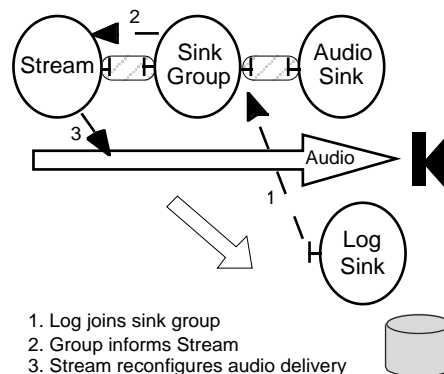 2
Stream
Sink
Group
Audio
Sink
3
Audio
1
Log
Sink
1. Log joins sink group
2. Group informs Stream
3. Stream reconfigures audio delivery